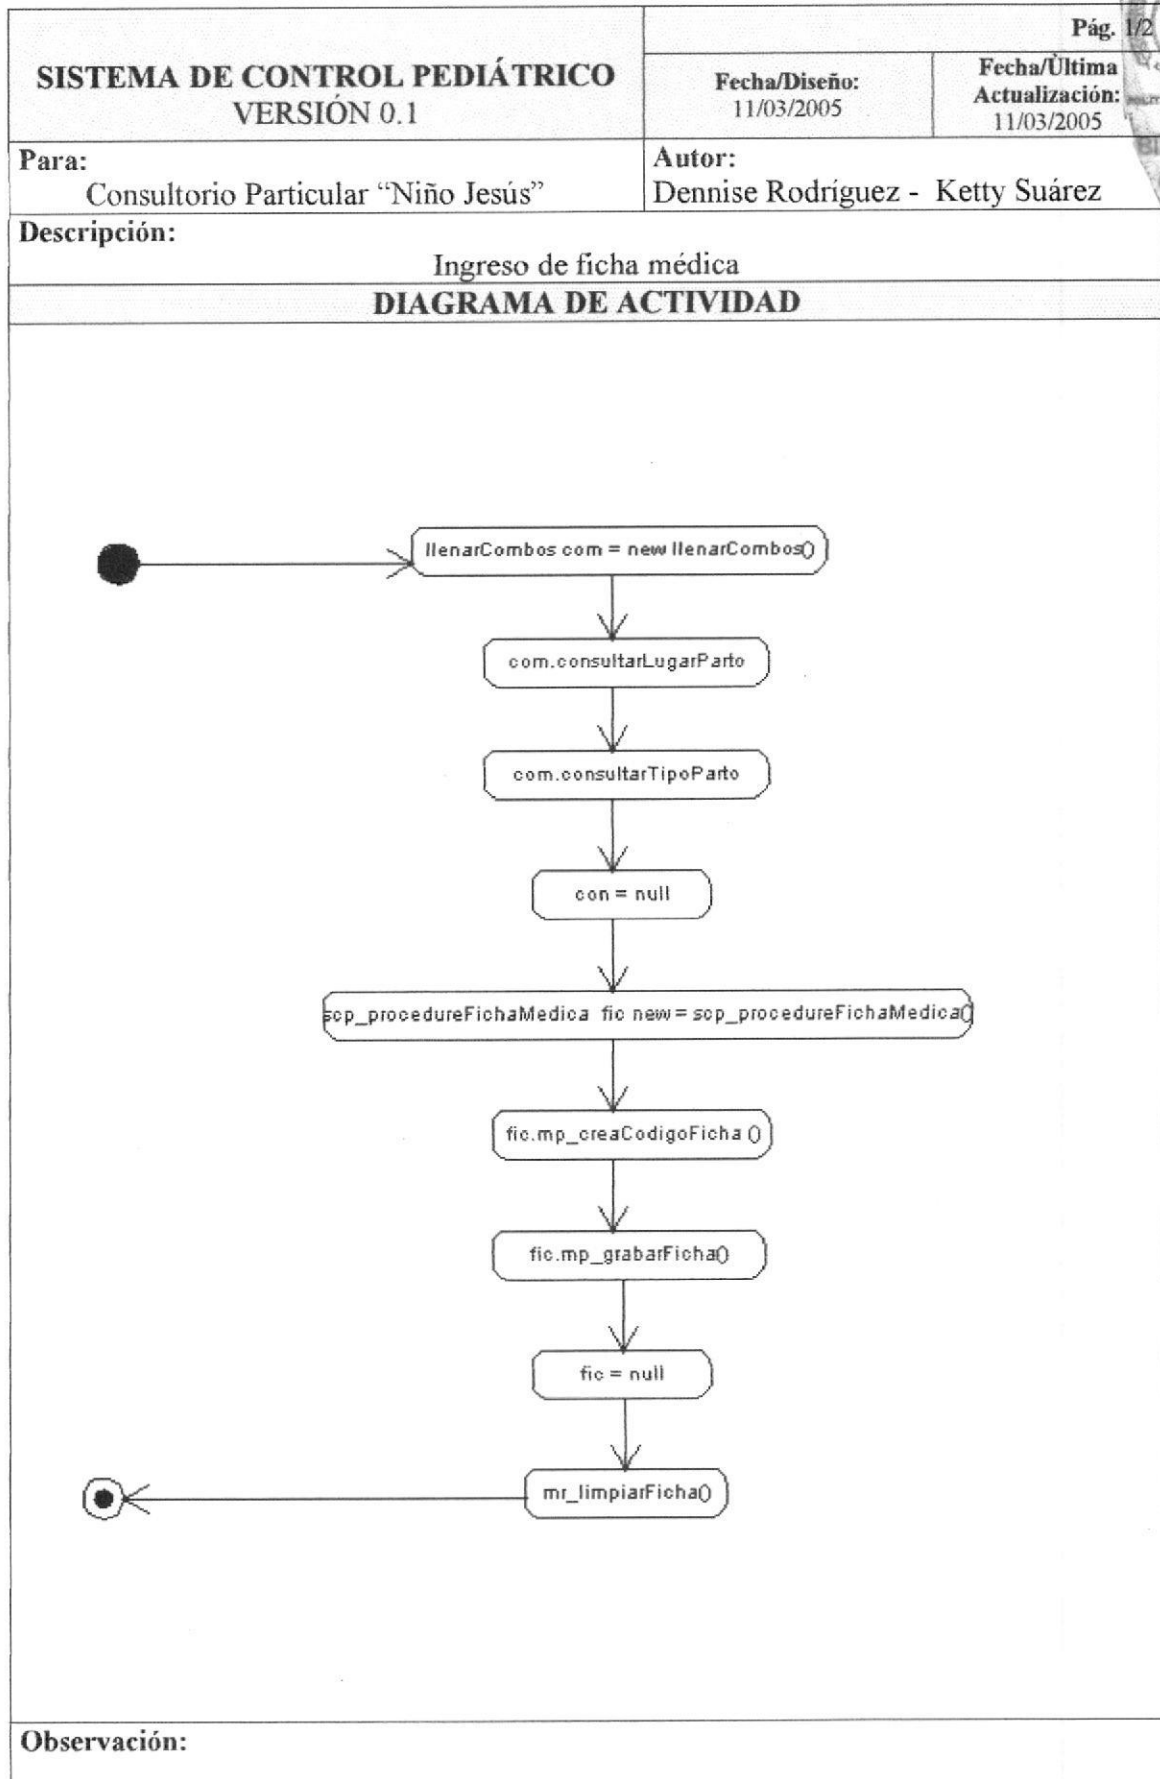 Pág. 1/2
SISTEMA DE CONTROL PEDIÁTRICO
VERSIÓN 0.1
Fecha/Diseño:
11/03/2005
Fecha/Ùltima
Actualización:
11/03/2005
Para:
Consultorio Particular “Niño Jesús”
Autor:
Dennise Rodríguez - Ketty Suárez
Descripción:
Ingreso de ficha médica
DIAGRAMA DE ACTIVIDAD
llenarCombos com = new llenarCombos()
com.consultarLugarParto
com.consultarTipoParto
con = null
scp_procedureFichaMedica fic new = scp_procedureFichaMedica()
fic.mp_creaCodigoFicha ()
fic.mp_grabarFicha()
fic = null
mr_limpiarFicha()
Observación: